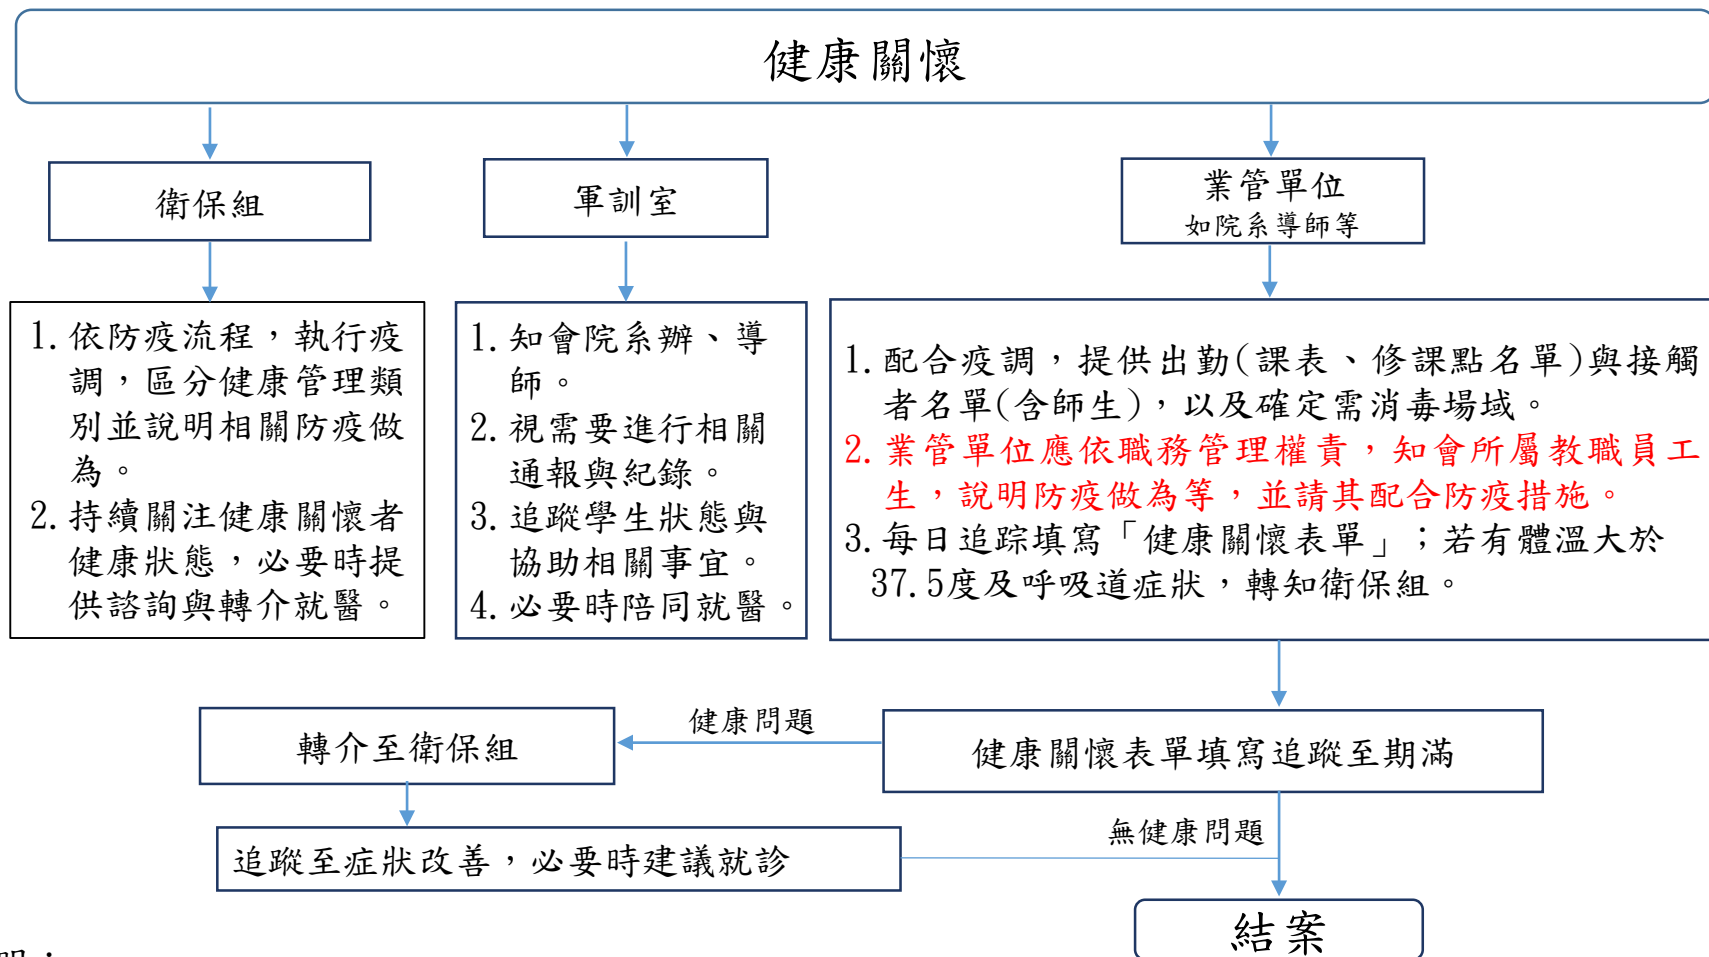 健康關懷
衛保組
軍訓室
業管單位
如院系導師等
1.依防疫流程，執行疫
調，區分健康管理類
別並說明相關防疫做
為。
2.持續關注健康關懷者
健康狀態，必要時提
供諮詢與轉介就醫。
1.知會院系辦、導
師。
2.視需要進行相關
通報與紀錄。
3.追蹤學生狀態與
協助相關事宜。
4.必要時陪同就醫。
1.配合疫調，提供出勤(課表、修課點名單)與接觸
者名單(含師生)，以及確定需消毒場域。
2.業管單位應依職務管理權責，知會所屬教職員工
生，說明防疫做為等，並請其配合防疫措施。
3.每日追踪填寫「健康關懷表單」；若有體溫大於
37.5度及呼吸道症狀，轉知衛保組。
轉介至衛保組
健康問題
健康關懷表單填寫追蹤至期滿
追蹤至症狀改善，必要時建議就診
無健康問題
結案